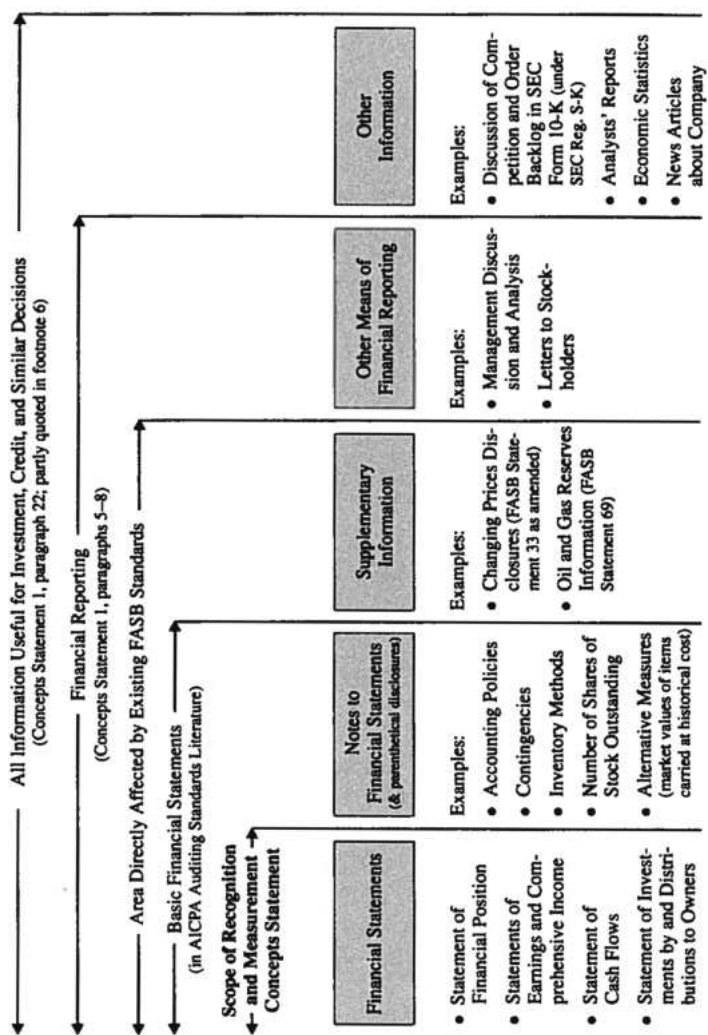 All Information Useful for Investment, Credit, and Similar Decisions
(Concepts Statement 1, paragraph 22; partly quoted in footnote 6)
Financial Reporting
(Concepts Statement 1, paragraphs 5–8)
Area Directly Affected by Existing FASB Standards
Basic Financial Statements
(in AICPA Auditing Standards Literature)
Scope of Recognition
and Measurement
Concepts Statement
Financial Statements
• Statement of
Financial Position
• Statements of
Earnings and Com-
prehensive Income
• Statement of
Cash Flows
• Statement of Invest-
ments by and Distri-
butions to Owners
Notes to
Financial Statements
(& parenthetical disclosures)
Examples:
• Accounting Policies
• Contingencies
• Inventory Methods
• Number of Shares of
Stock Outstanding
• Alternative Measures
(market values of items
carried at historical cost)
Supplementary
Information
Examples:
• Changing Prices Dis-
closures (FASB State-
ment 33 as amended)
• Oil and Gas Reserves
Information (FASB
Statement 69)
Other Means of
Financial Reporting
Examples:
• Management Discus-
sion and Analysis
• Letters to Stock-
holders
Other
Information
Examples:
• Discussion of Com-
petition and Order
Backlog in SEC
Form 10-K (under
SEC Reg. S-K)
• Analysts' Reports
• Economic Statistics
• News Articles
about Company